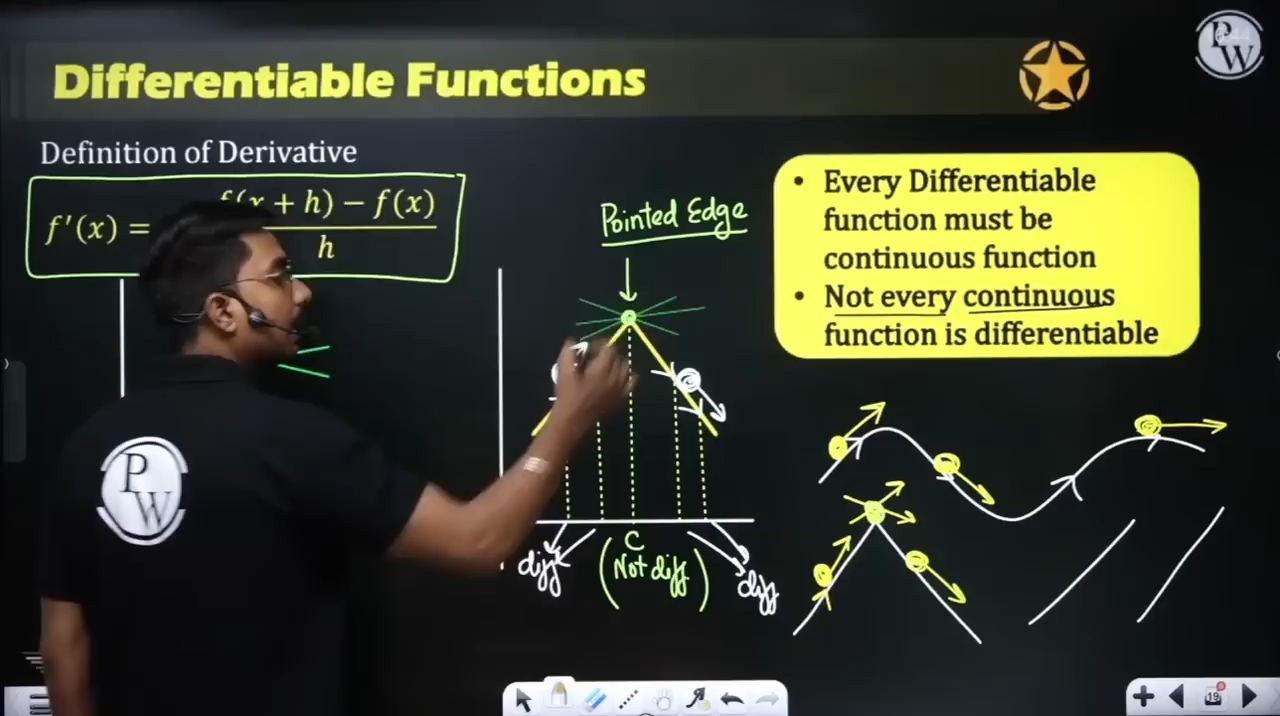 Differentiable Functions
PW
Definition of Derivative
f'(x) = f(x + h) − f(x)
h
Pointed Edge
• Every Differentiable
function must be
continuous function
• Not every continuous
function is differentiable
PW
C
diff (Not diff) diff
19